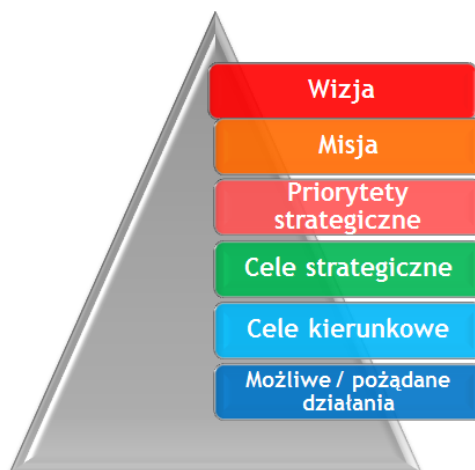 Wizja
Misja
Priorytety
strategiczne
Cele strategiczne
Cele kierunkowe
Możliwe / pożądane
działania